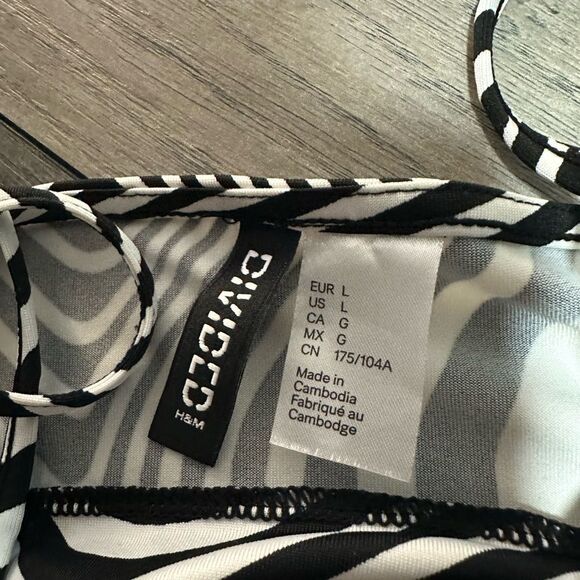 DIVIDED
H&M
EUR L
US L
CA G
MX G
CN 175/104A
Made in
Cambodia
Fabriqué au
Cambodge